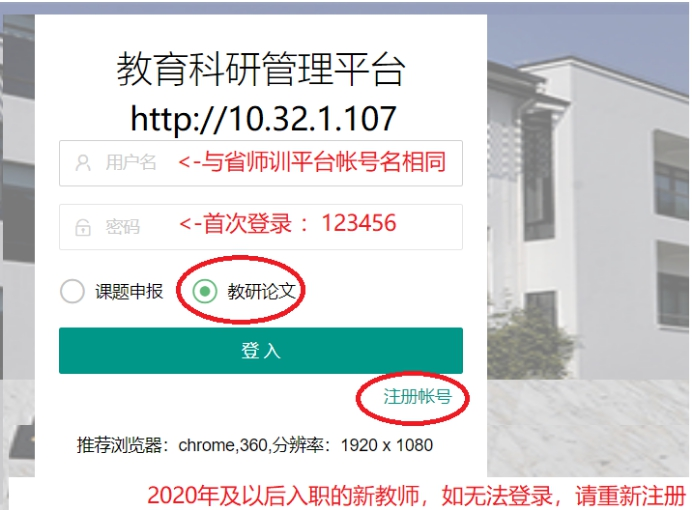 教育科研管理平台
http://10.32.1.107
用户名 <-与省师训平台帐号名相同
密码 <-首次登录 ：123456
课题申报 教研论文
登入
注册帐号
推荐浏览器：chrome,360,分辨率：1920 x 1080
2020年及以后入职的新教师，如无法登录，请重新注册